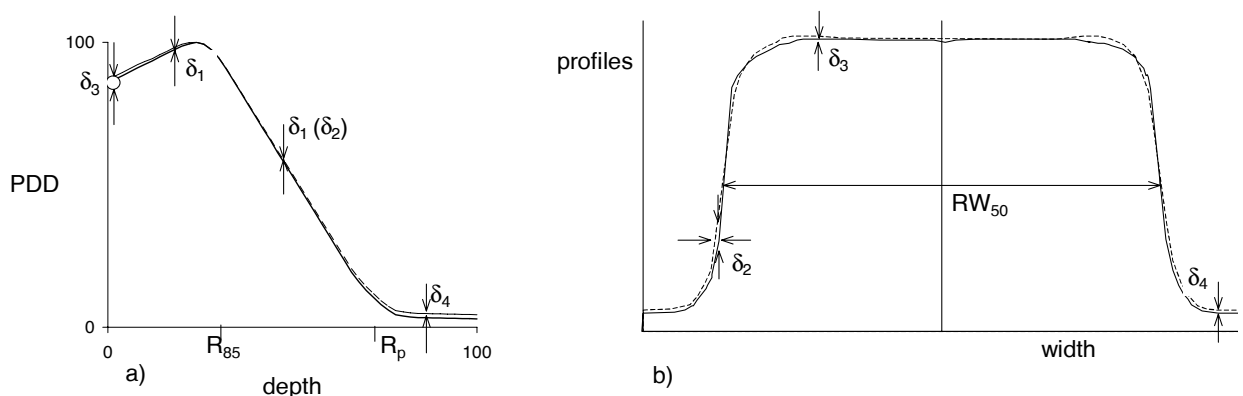 100
δ₃
δ₁
δ₁ (δ₂)
PDD
δ₄
0
0
R₈₅
Rₚ
100
a)
depth
profiles
δ₃
RW₅₀
δ₂
δ₄
b)
width